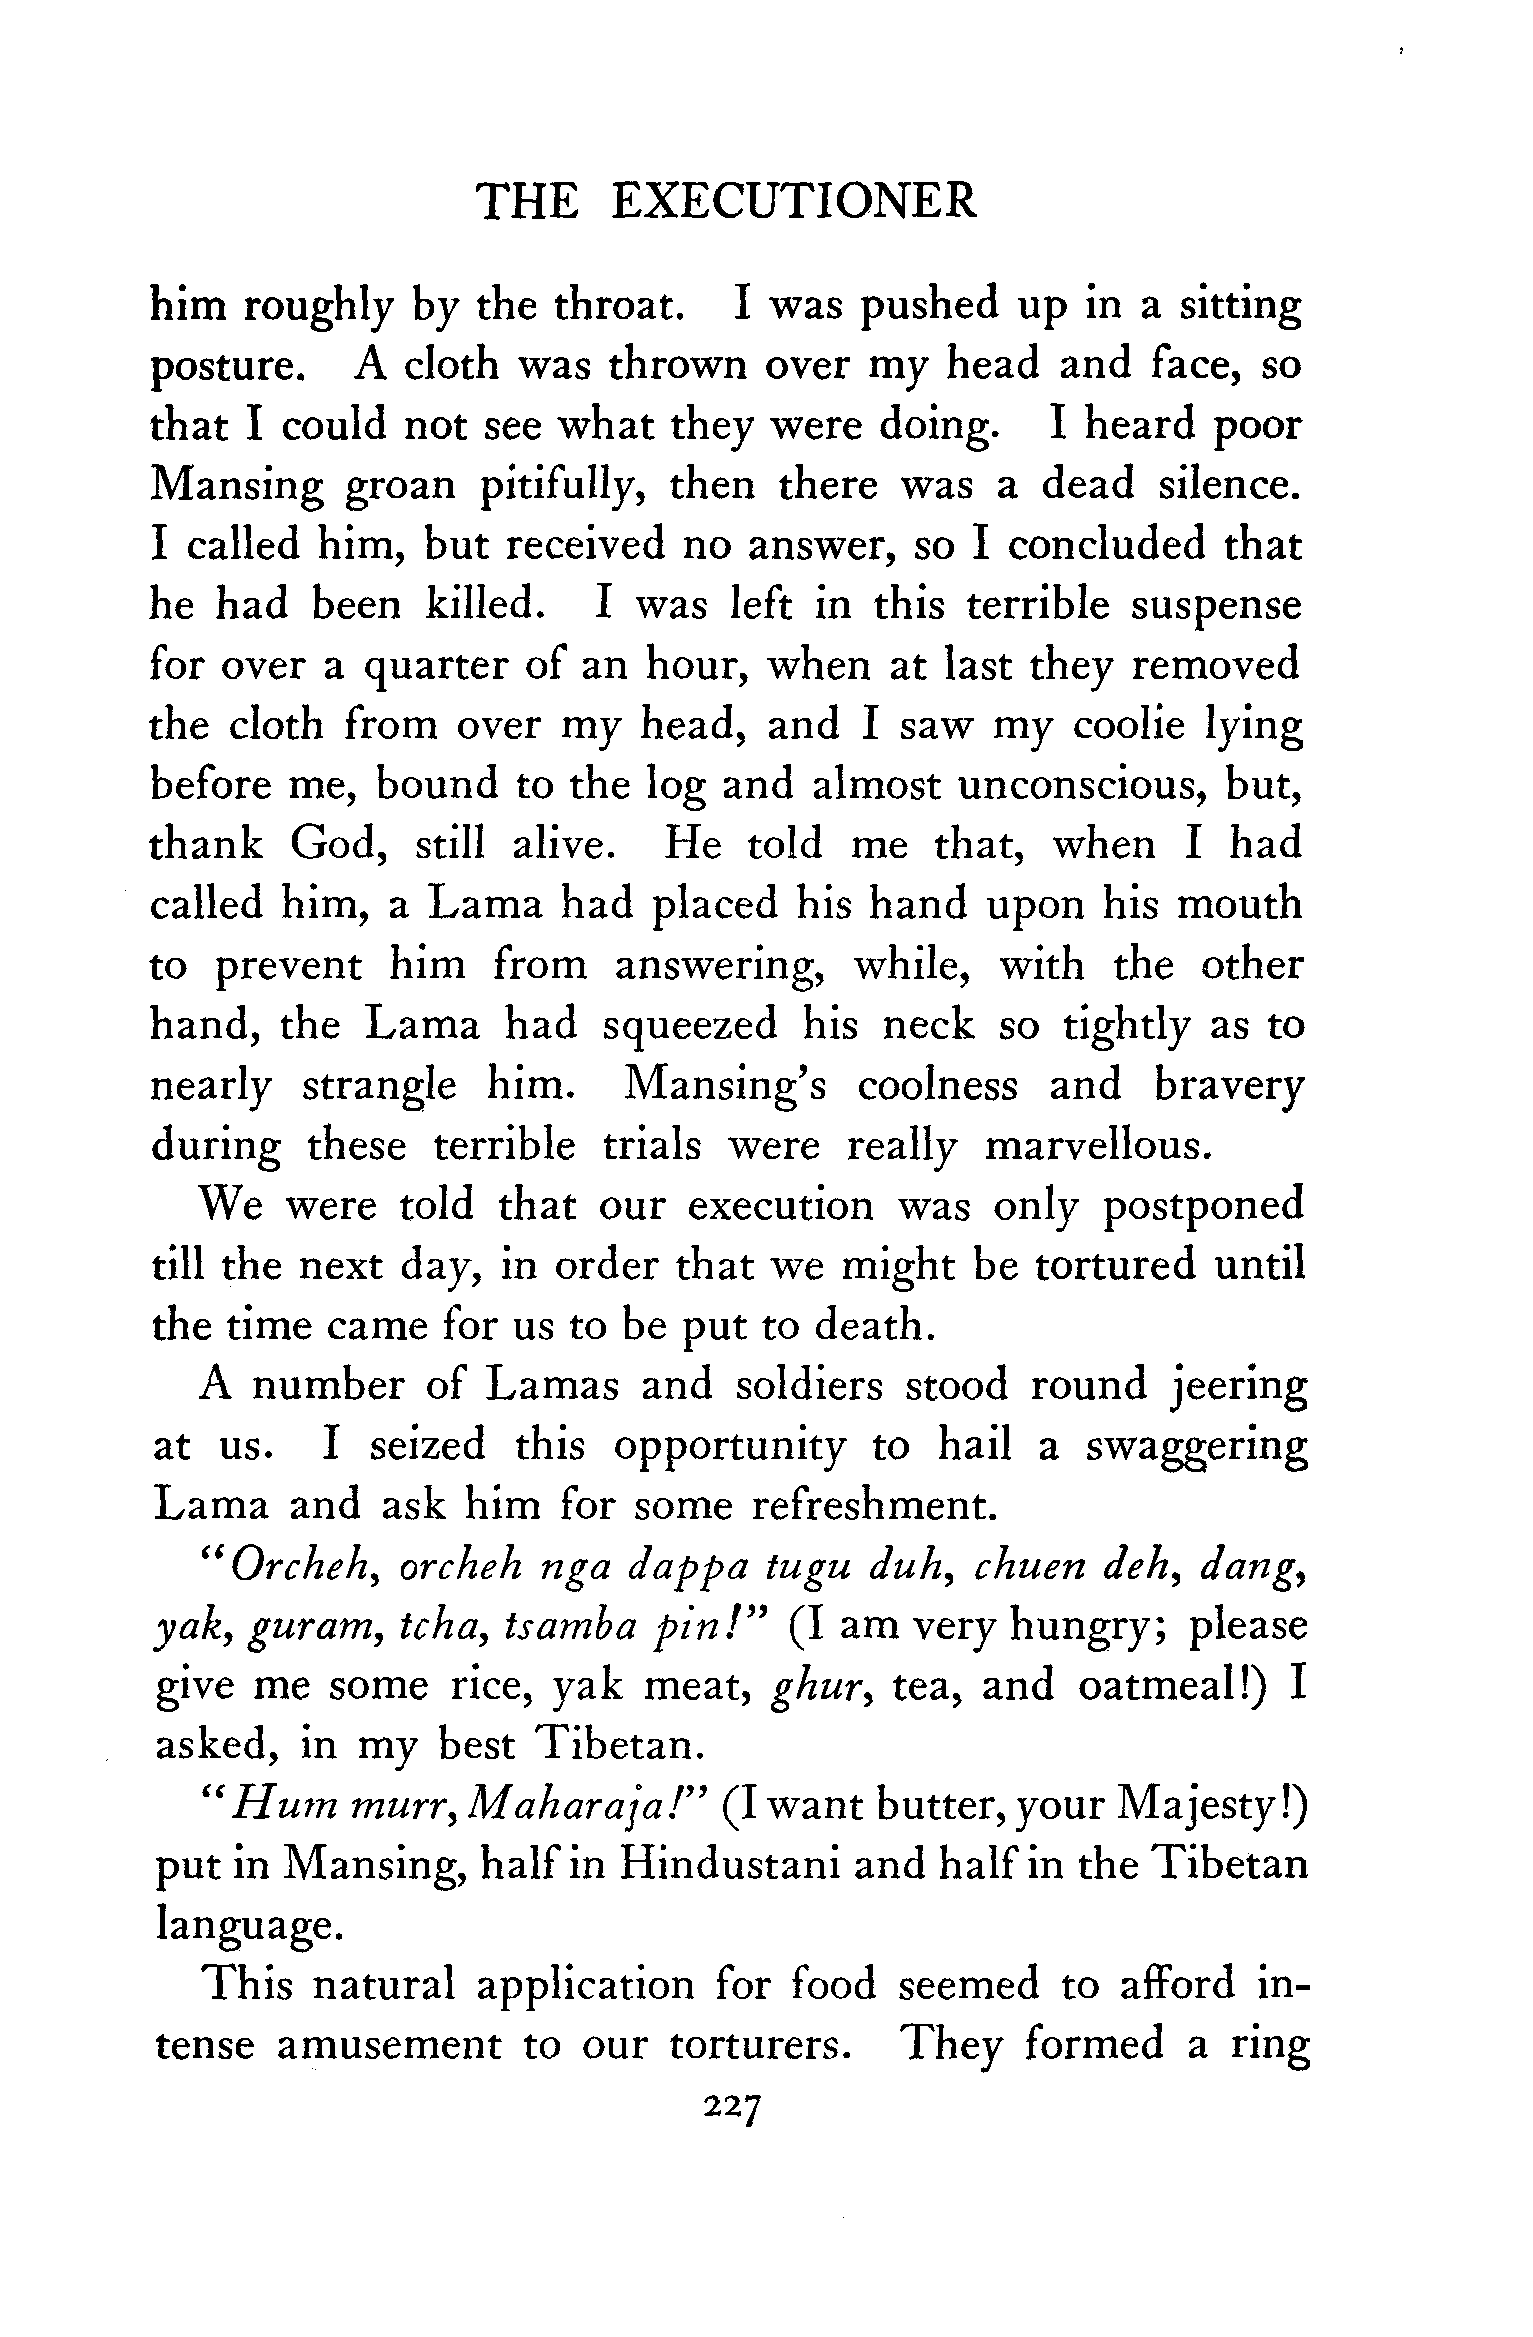 THE EXECUTIONER
him roughly by the throat. I was pushed up in a sitting
posture. A cloth was thrown over my head and face, so
that I could not see what they were doing. I heard poor
Mansing groan pitifully, then there was a dead silence.
I called him, but received no answer, so I concluded that
he had been killed. I was left in this terrible suspense
for over a quarter of an hour, when at last they removed
the cloth from over my head, and I saw my coolie lying
before me, bound to the log and almost unconscious, but,
thank God, still alive. He told me that, when I had
called him, a Lama had placed his hand upon his mouth
to prevent him from answering, while, with the other
hand, the Lama had squeezed his neck so tightly as to
nearly strangle him. Mansing's coolness and bravery
during these terrible trials were really marvellous.
We were told that our execution was only postponed
till the next day, in order that we might be tortured until
the time came for us to be put to death.
A number of Lamas and soldiers stood round jeering
at us. I seized this opportunity to hail a swaggering
Lama and ask him for some refreshment.
"Orcheh, orcheh nga dappa tugu duh, chuen deh, dang,
yak, guram, tcha, tsamba pin!" (I am very hungry; please
give me some rice, yak meat, ghur, tea, and oatmeal!) I
asked, in my best Tibetan.
"Hum murr, Maharaja!" (I want butter, your Majesty!)
put in Mansing, half in Hindustani and half in the Tibetan
language.
This natural application for food seemed to afford in-
tense amusement to our torturers. They formed a ring
227